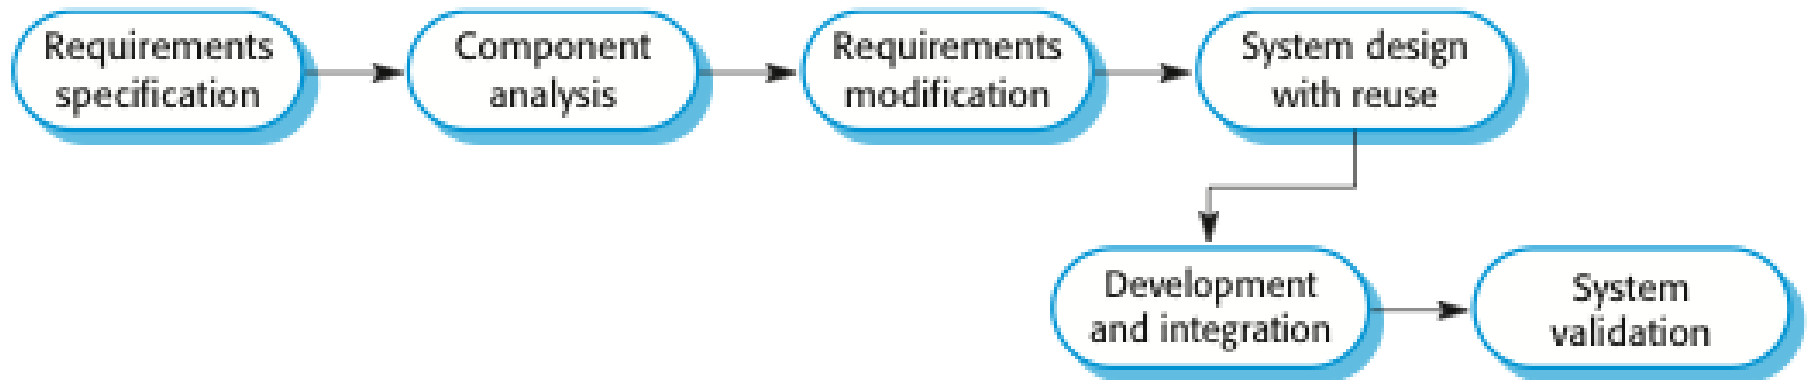 Requirements
specification
Component
analysis
Requirements
modification
System design
with reuse
Development
and integration
System
validation